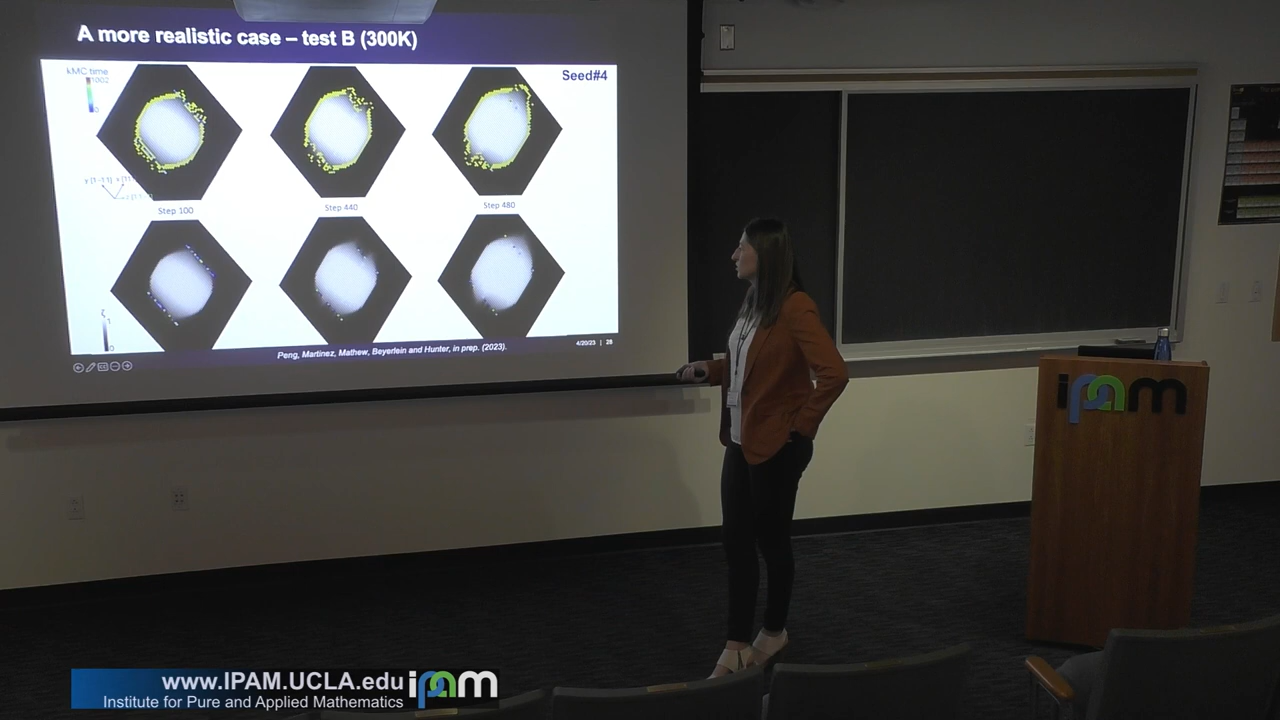 A more realistic case – test B (300K)
kMC time
1002
Seed#4
Step 100
Step 440
Step 480
0
Peng, Martinez, Mathew, Beyerlein and Hunter, in prep. (2023).
4/20/23 | 28
ipam
www.IPAM.UCLA.edu
Institute for Pure and Applied Mathematics
ipam